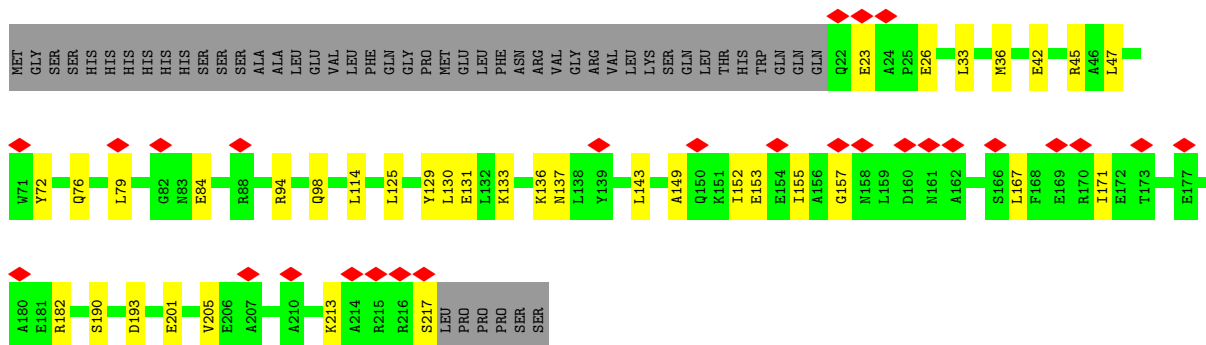 MET GLY SER SER HIS HIS HIS HIS HIS HIS SER SER SER ALA ALA LEU GLU VAL LEU PHE GLN GLY PRO MET GLU LEU PHE ASN ARG VAL GLY ARG VAL LEU LYS SER GLN LEU THR HIS TRP GLN GLN GLN Q22 E23 A24 P25 E26 L33 M36 E42 R45 A46 L47
W71 Y72 Q76 L79 G82 N83 E84 R88 R94 Q98 L114 L125 Y129 L130 E131 L132 K133 K136 N137 L138 Y139 L143 A149 Q150 K151 I152 E153 E154 I155 A156 G157 N158 L159 D160 N161 A162 S166 L167 F168 E169 R170 I171 E172 T173 E177
A180 E181 R182 S190 D193 E201 V205 E206 A207 A210 K213 A214 R215 R216 S217 LEU PRO PRO PRO SER SER